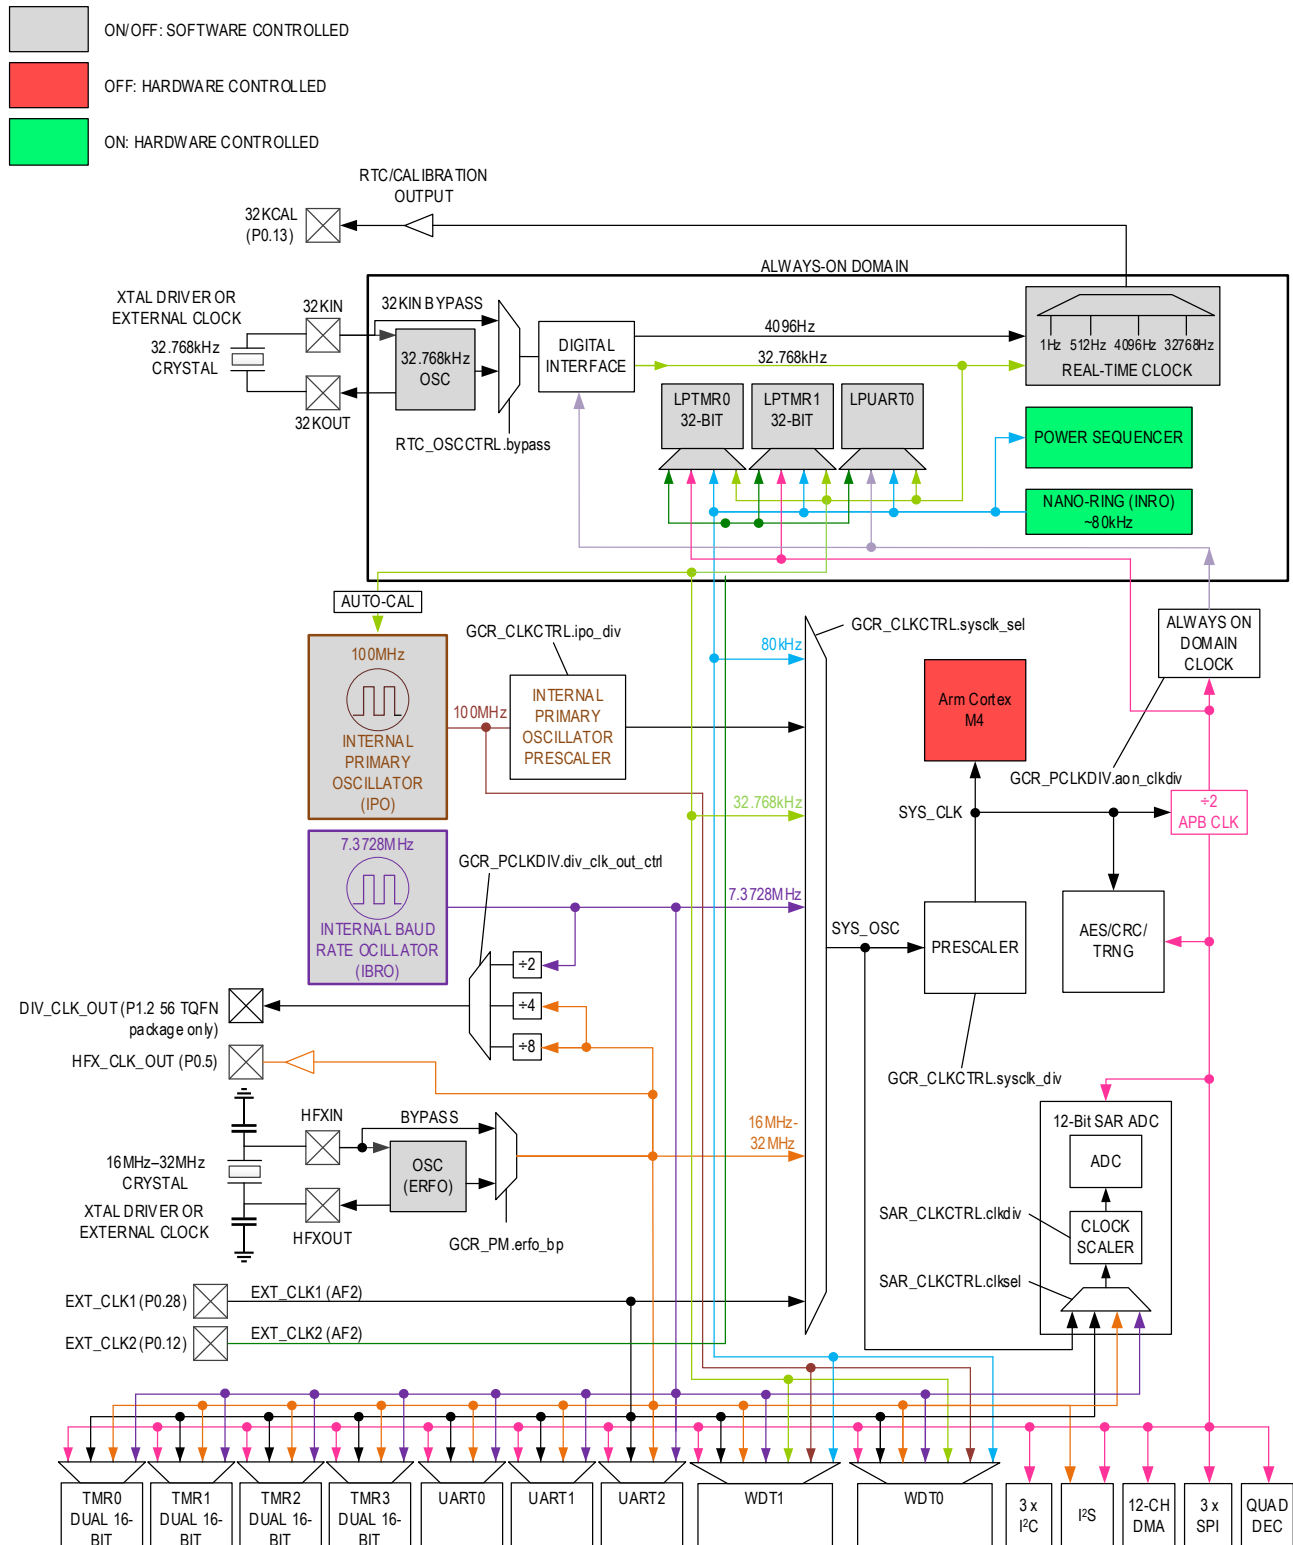 ON/OFF: SOFTWARE CONTROLLED
OFF: HARDWARE CONTROLLED
ON: HARDWARE CONTROLLED
RTC/CALIBRATION
OUTPUT
32KCAL
(P0.13)
ALWAYS-ON DOMAIN
XTAL DRIVER OR
EXTERNAL CLOCK
32.768kHz
CRYSTAL
32KIN
32KOUT
32KIN BYPASS
32.768kHz
OSC
RTC_OSCCTRL.bypass
DIGITAL
INTERFACE
4096Hz
32.768kHz
1Hz
512Hz
4096Hz
32768Hz
REAL-TIME CLOCK
LPTMR0
32-BIT
LPTMR1
32-BIT
LPUART0
POWER SEQUENCER
NANO-RING (INRO)
~80kHz
AUTO-CAL
100MHz
INTERNAL
PRIMARY
OSCILLATOR
(IPO)
GCR_CLKCTRL.ipo_div
100MHz
INTERNAL
PRIMARY
OSCILLATOR
PRESCALER
80kHz
GCR_CLKCTRL.sysclk_sel
Arm Cortex
M4
ALWAYS ON
DOMAIN
CLOCK
GCR_PCLKDIV.aon_clkdiv
32.768kHz
SYS_CLK
÷2
APB CLK
7.3728MHz
INTERNAL BAUD
RATE OCILLATOR
(IBRO)
GCR_PCLKDIV.div_clk_out_ctrl
7.3728MHz
SYS_OSC
PRESCALER
AES/CRC/
TRNG
÷2
÷4
÷8
DIV_CLK_OUT (P1.2 56 TQFN
package only)
HFX_CLK_OUT (P0.5)
GCR_CLKCTRL.sysclk_div
HFXIN
BYPASS
16MHz–32MHz
CRYSTAL
XTAL DRIVER OR
EXTERNAL CLOCK
OSC
(ERFO)
HFXOUT
GCR_PM.erfo_bp
16MHz-
32MHz
12-Bit SAR ADC
ADC
SAR_CLKCTRL.clkdiv
CLOCK
SCALER
SAR_CLKCTRL.clksel
EXT_CLK1 (P0.28)
EXT_CLK1 (AF2)
EXT_CLK2 (P0.12)
EXT_CLK2 (AF2)
TMR0
DUAL 16-
BIT
TMR1
DUAL 16-
BIT
TMR2
DUAL 16-
BIT
TMR3
DUAL 16-
BIT
UART0
UART1
UART2
WDT1
WDT0
3 x
I²C
I²S
12-CH
DMA
3 x
SPI
QUAD
DEC